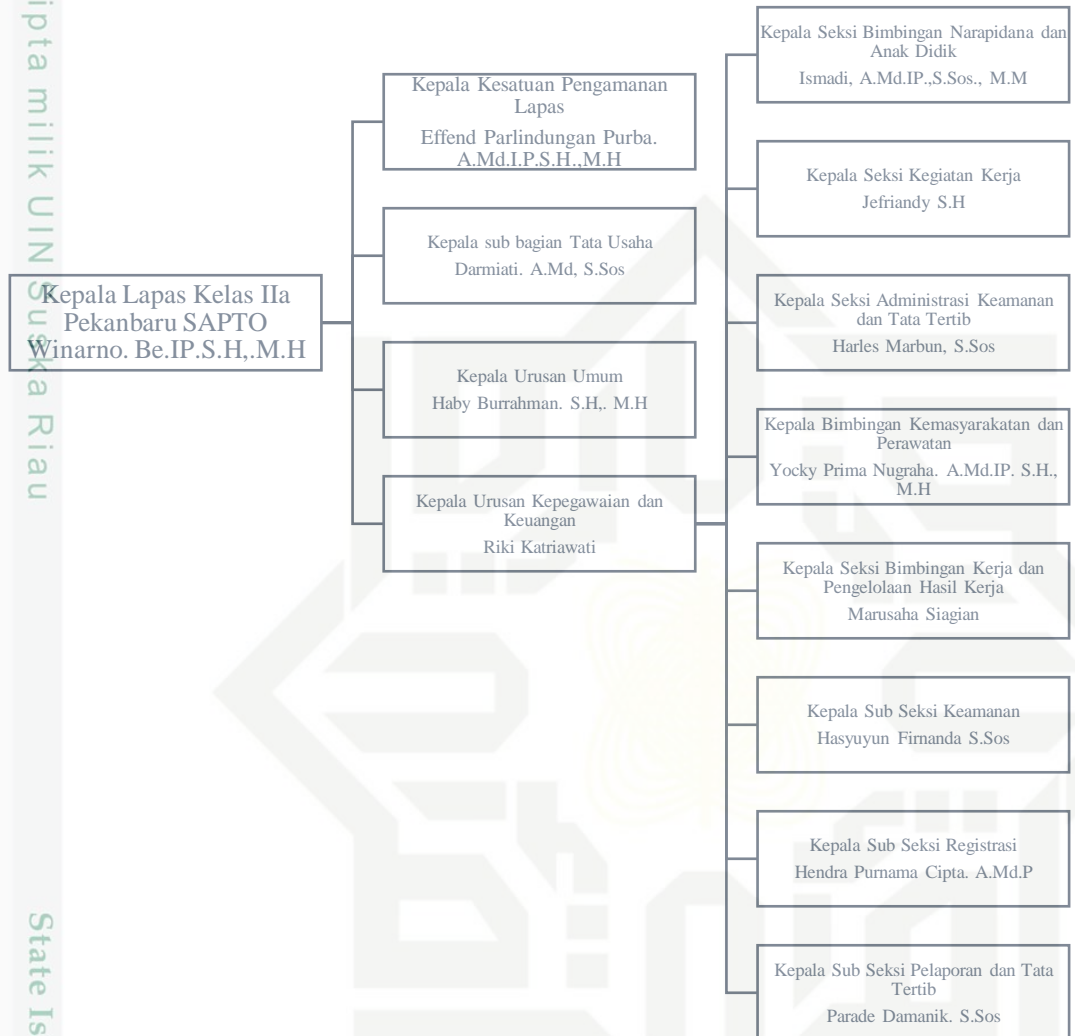 ipta milik UIN Suska Riau
State Is
Kepala Lapas Kelas IIa
Pekanbaru SAPTO
Winarno. Be.IP.S.H,.M.H
Kepala Kesatuan Pengamanan
Lapas
Effend Parlindungan Purba.
A.Md.I.P.S.H.,M.H
Kepala sub bagian Tata Usaha
Darmiati. A.Md, S.Sos
Kepala Urusan Umum
Haby Burrahman. S.H,. M.H
Kepala Urusan Kepegawaian dan
Keuangan
Riki Katriawati
Kepala Seksi Bimbingan Narapidana dan
Anak Didik
Ismadi, A.Md.IP.,S.Sos., M.M
Kepala Seksi Kegiatan Kerja
Jefriandy S.H
Kepala Seksi Administrasi Keamanan
dan Tata Tertib
Harles Marbun, S.Sos
Kepala Bimbingan Kemasyarakatan dan
Perawatan
Yocky Prima Nugraha. A.Md.IP. S.H.,
M.H
Kepala Seksi Bimbingan Kerja dan
Pengelolaan Hasil Kerja
Marusaha Siagian
Kepala Sub Seksi Keamanan
Hasyuyun Firnanda S.Sos
Kepala Sub Seksi Registrasi
Hendra Purnama Cipta. A.Md.P
Kepala Sub Seksi Pelaporan dan Tata
Tertib
Parade Damanik. S.Sos